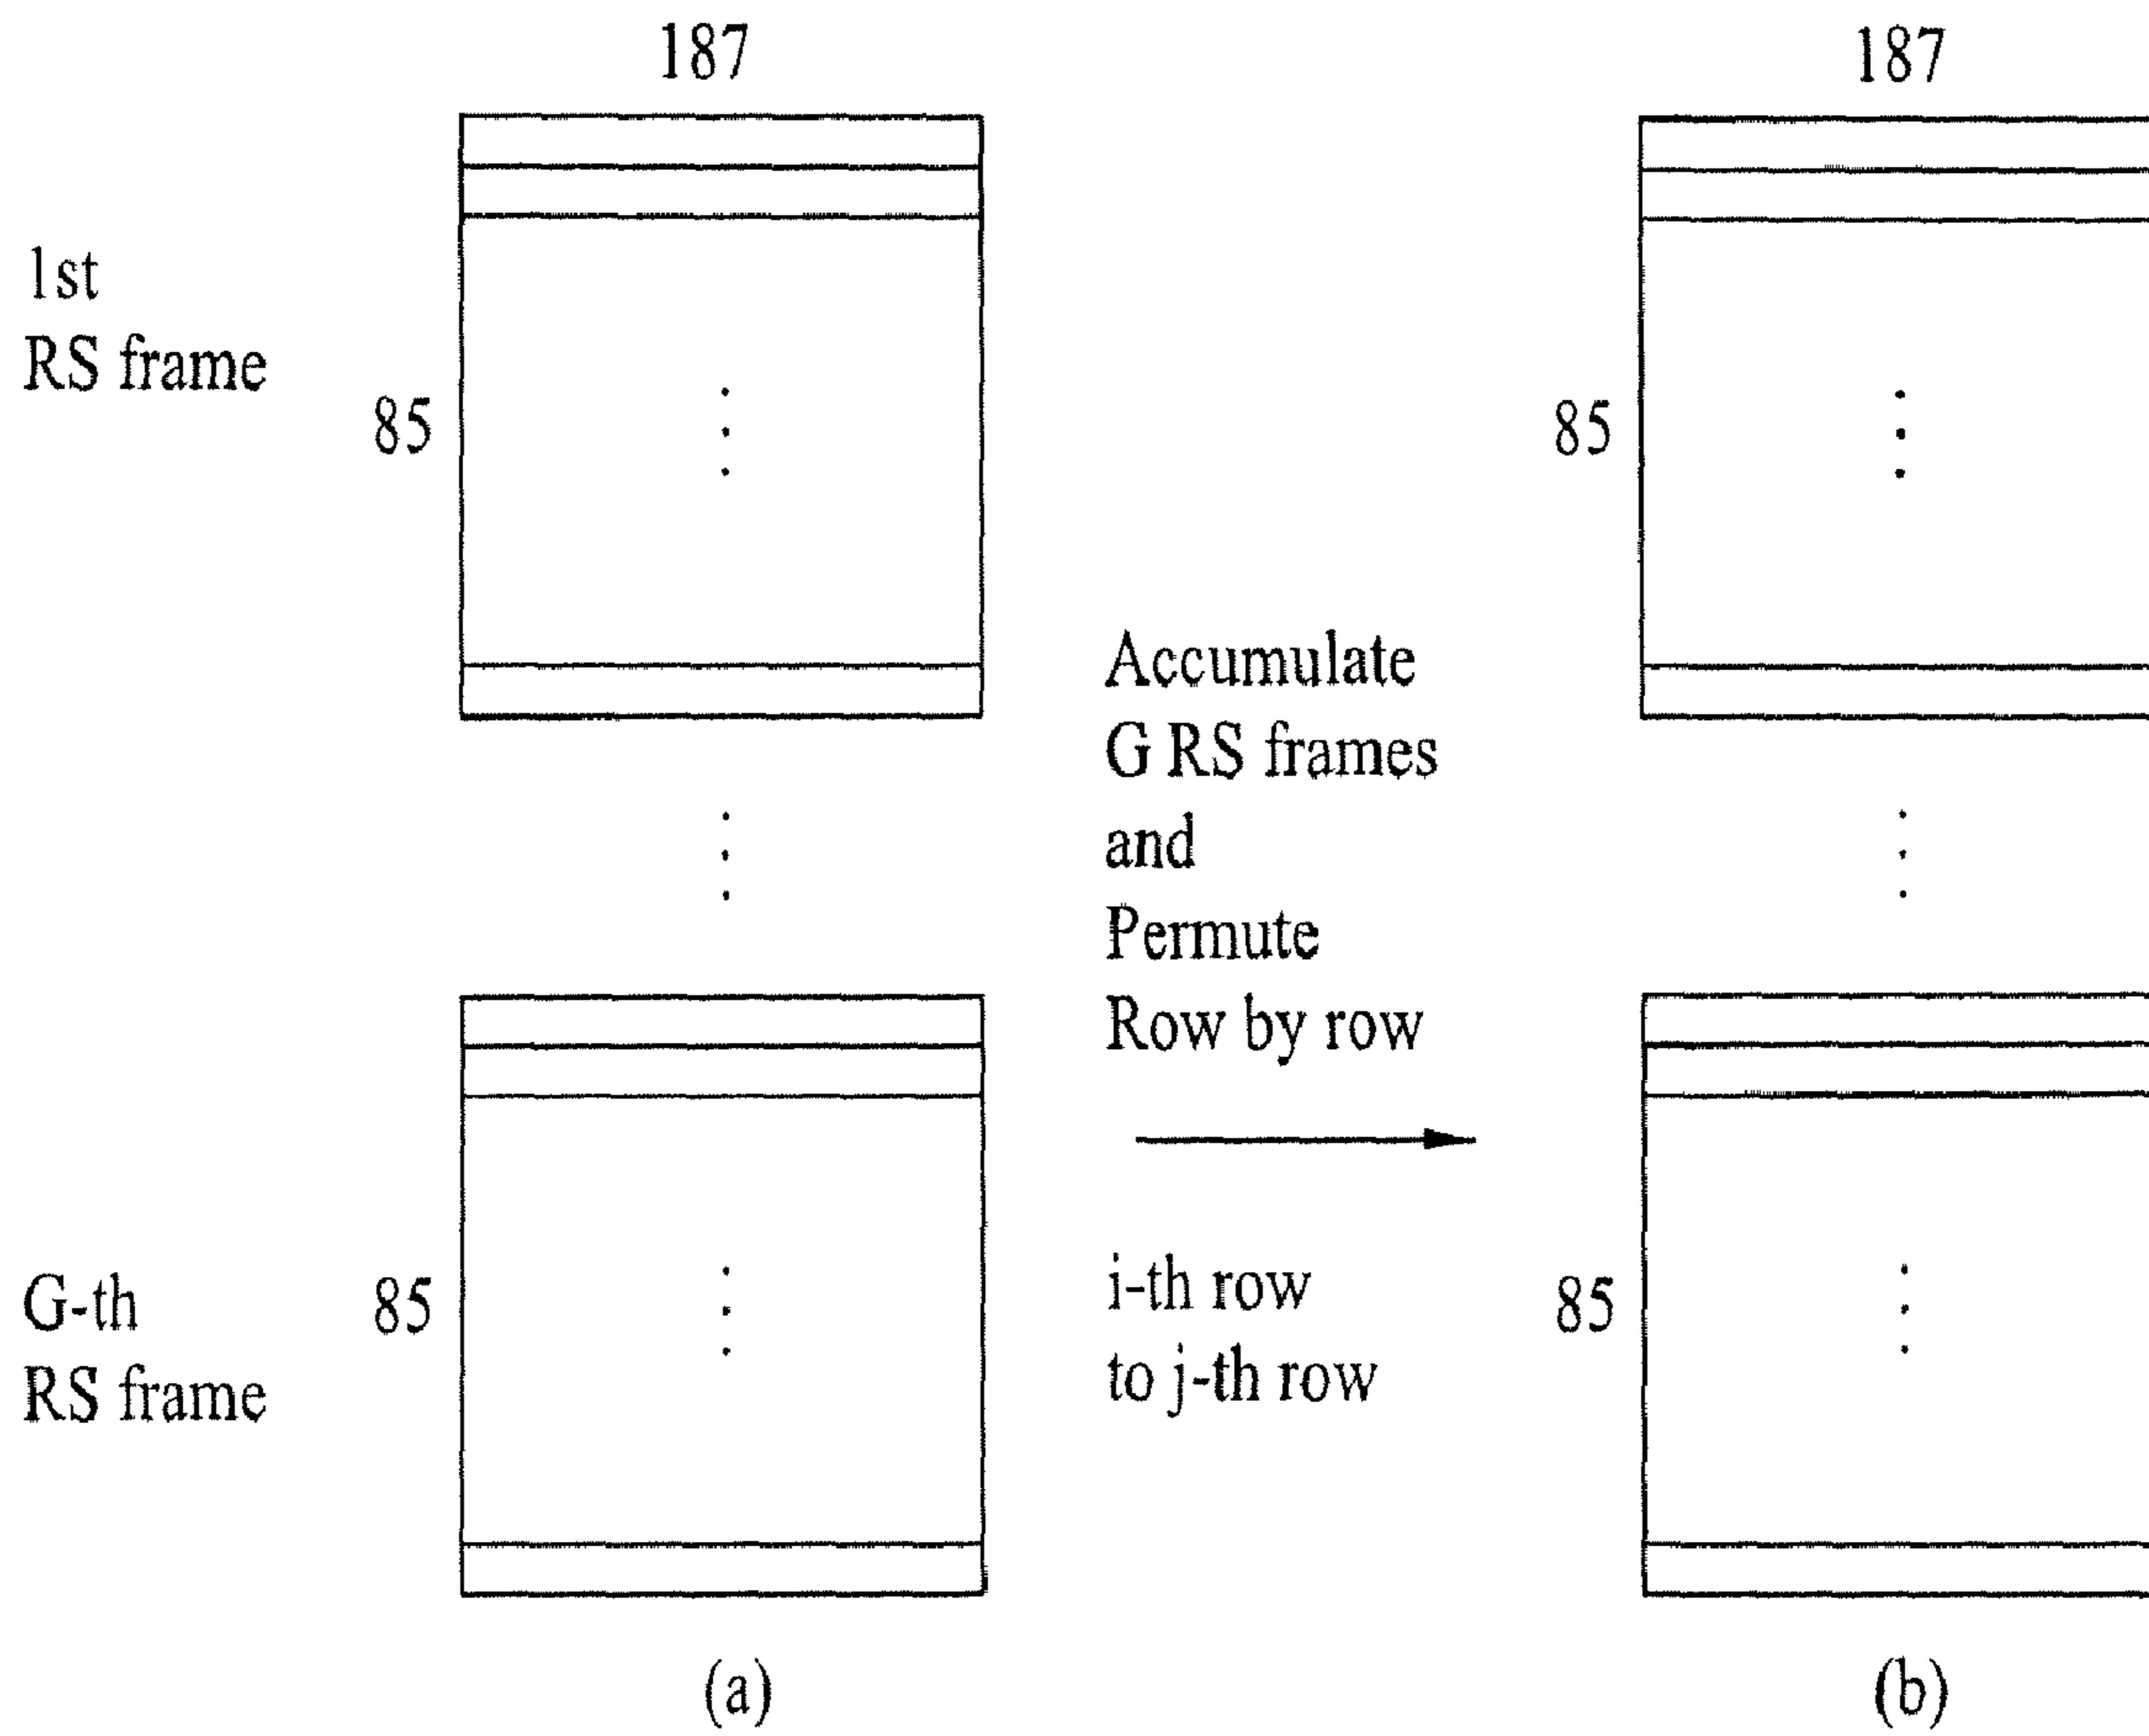 187
187
1st
RS frame
85
85
Accumulate
G RS frames
and
Permute
Row by row
i-th row
to j-th row
G-th
RS frame
85
85
(a)
(b)